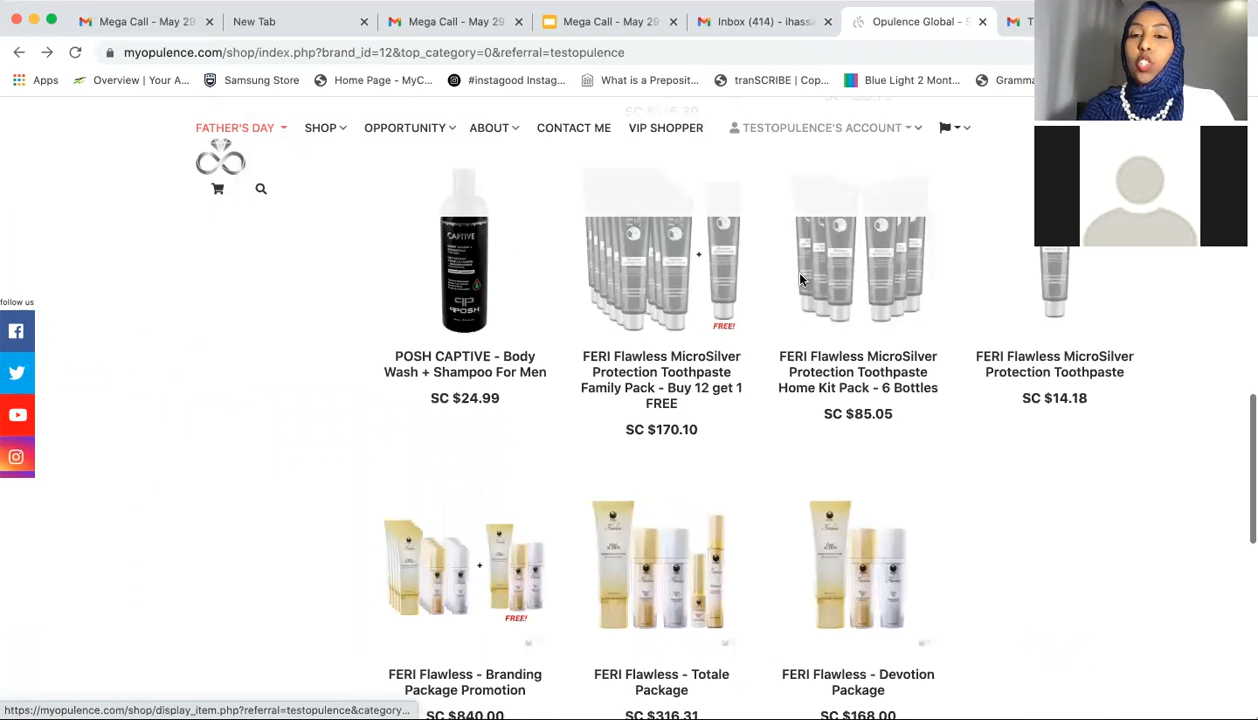 Mega Call - May 29
New Tab
Mega Call - May 29
Mega Call - May 29
Inbox (414) - ihassa
Opulence Global - S
myopulence.com/shop/index.php?brand_id=12&top_category=0&referral=testopulence
Apps
Overview | Your A...
Samsung Store
Home Page - MyC...
#instagood Instag...
What is a Preposit...
tranSCRIBE | Cop...
Blue Light 2 Mont...
Gramma
FATHER'S DAY
SHOP
OPPORTUNITY
ABOUT
CONTACT ME
VIP SHOPPER
TESTOPULENCE'S ACCOUNT
follow us
CAPTIVE
POSH
FREE!
POSH CAPTIVE - Body
Wash + Shampoo For Men
SC $24.99
FERI Flawless MicroSilver
Protection Toothpaste
Family Pack - Buy 12 get 1
FREE
SC $170.10
FERI Flawless MicroSilver
Protection Toothpaste
Home Kit Pack - 6 Bottles
SC $85.05
FERI Flawless MicroSilver
Protection Toothpaste
SC $14.18
FREE!
FERI Flawless - Branding
Package Promotion
SC $840.00
FERI Flawless - Totale
Package
SC $316.31
FERI Flawless - Devotion
Package
SC $168.00
https://myopulence.com/shop/display_item.php?referral=testopulence&category...